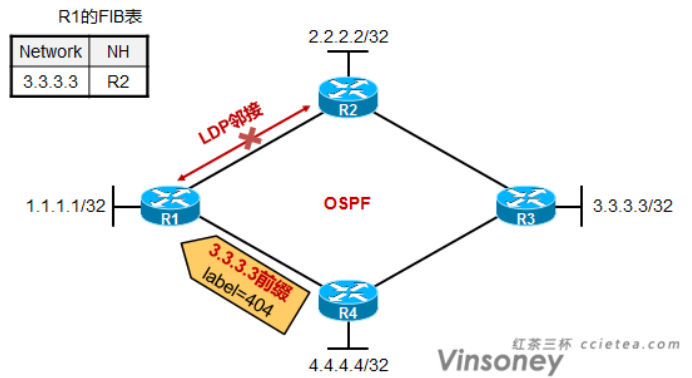 R1的FIB表
Network NH
3.3.3.3 R2
2.2.2.2/32
R2
LDP邻接
1.1.1.1/32
R1
OSPF
R3
3.3.3.3/32
3.3.3.3前缀
label=404
R4
4.4.4.4/32
红茶三杯 ccietea.com
Vinsoney